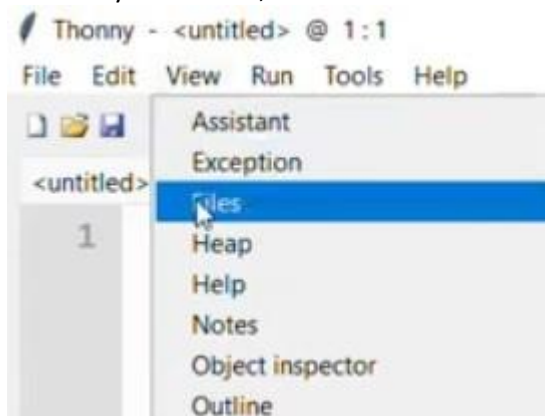 Thonny - <untitled> @ 1:1
File Edit View Run Tools Help
Assistant
<untitled>
Exception
Files
1
Heap
Help
Notes
Object inspector
Outline